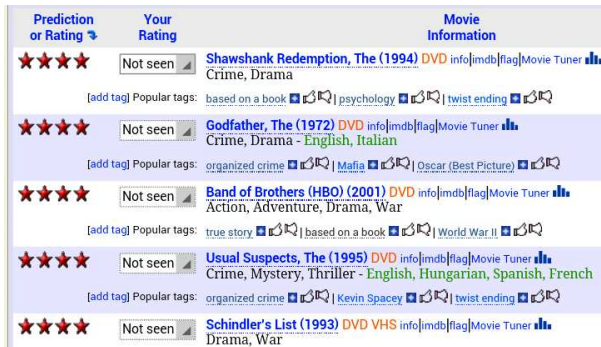 Prediction or Rating Your Rating Movie Information
Shawshank Redemption, The (1994) DVD info|imdb|flag|Movie Tuner
Not seen
Crime, Drama
[add tag] Popular tags: based on a book | psychology | twist ending
Godfather, The (1972) DVD info|imdb|flag|Movie Tuner
Not seen
Crime, Drama - English, Italian
[add tag] Popular tags: organized crime | Mafia | Oscar (Best Picture)
Band of Brothers (HBO) (2001) DVD info|imdb|flag|Movie Tuner
Not seen
Action, Adventure, Drama, War
[add tag] Popular tags: true story | based on a book | World War II
Usual Suspects, The (1995) DVD info|imdb|flag|Movie Tuner
Not seen
Crime, Mystery, Thriller - English, Hungarian, Spanish, French
[add tag] Popular tags: organized crime | Kevin Spacey | twist ending
Schindler's List (1993) DVD VHS info|imdb|flag|Movie Tuner
Not seen
Drama, War